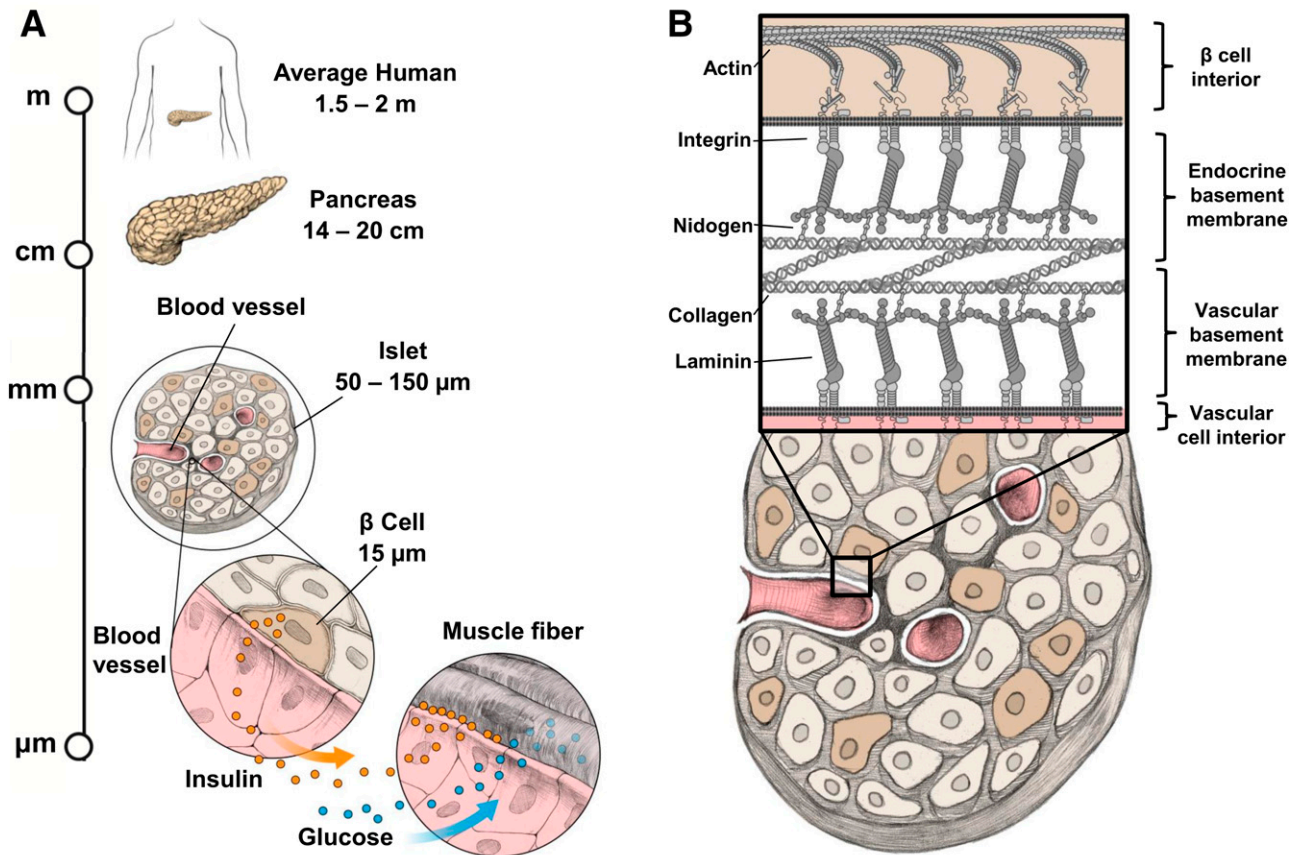 A
m
cm
mm
μm
Average Human
1.5 – 2 m
Pancreas
14 – 20 cm
Blood vessel
Islet
50 – 150 μm
β Cell
15 μm
Blood
vessel
Muscle fiber
Insulin
Glucose
B
Actin
Integrin
Nidogen
Collagen
Laminin
β cell
interior
Endocrine
basement
membrane
Vascular
basement
membrane
Vascular
cell interior